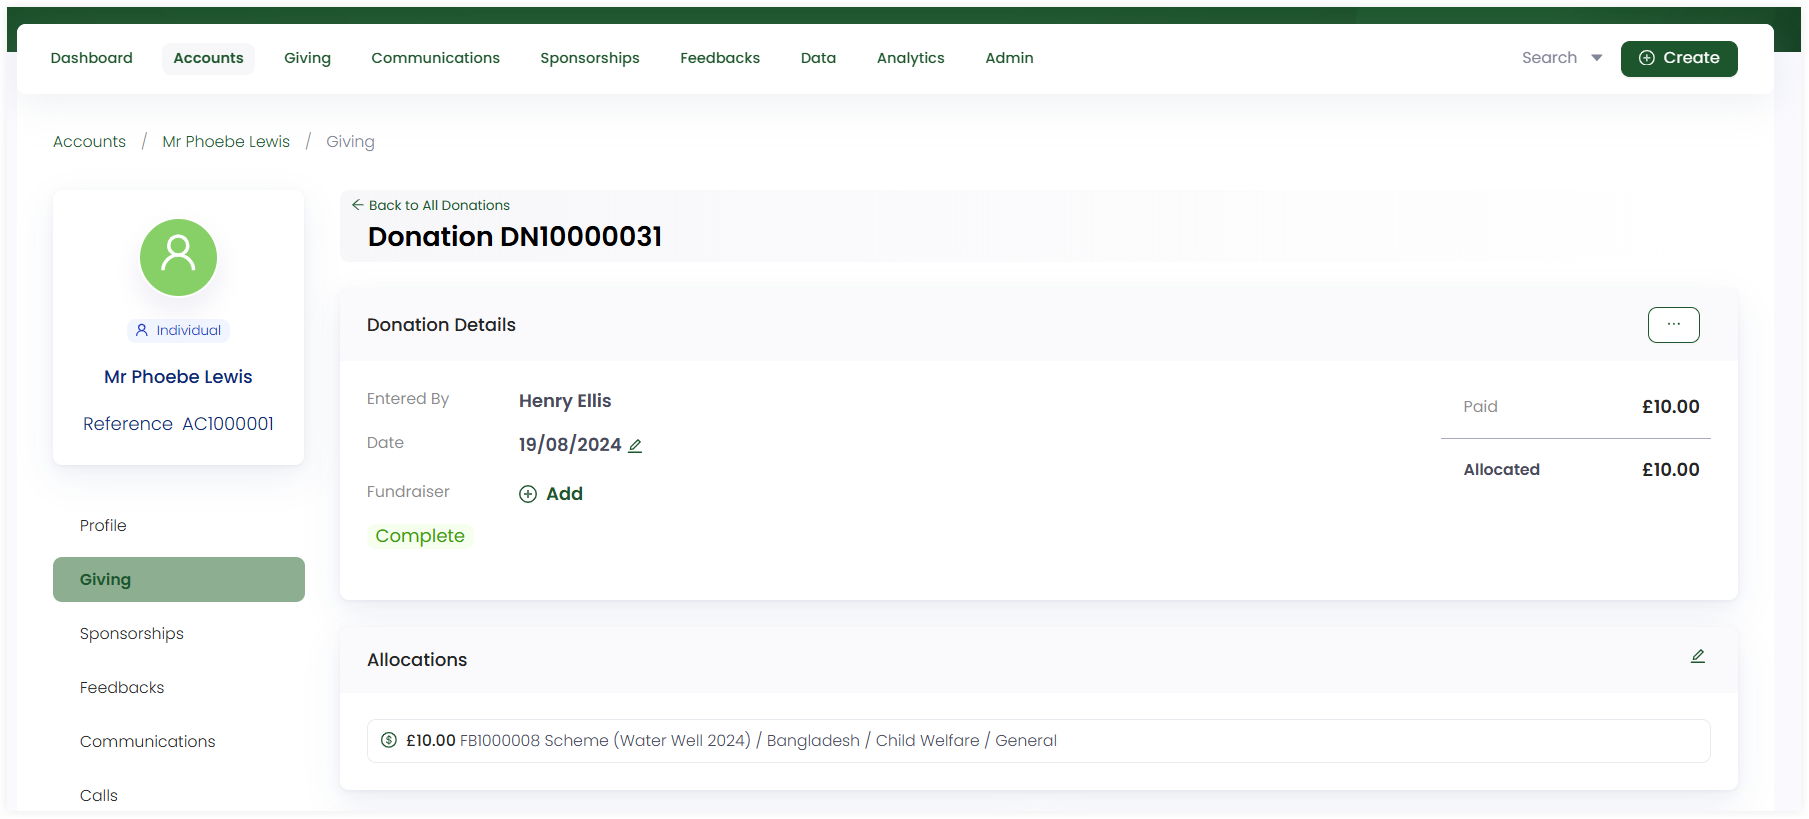 Dashboard Accounts Giving Communications Sponsorships Feedbacks Data Analytics Admin Search Create
Accounts / Mr Phoebe Lewis / Giving
Individual
Mr Phoebe Lewis
Reference AC1000001
Profile
Giving
Sponsorships
Feedbacks
Communications
Calls
← Back to All Donations
Donation DN10000031
Donation Details ...
Entered By Henry Ellis
Date 19/08/2024
Fundraiser Add
Complete
Paid £10.00
Allocated £10.00
Allocations
£10.00 FB1000008 Scheme (Water Well 2024) / Bangladesh / Child Welfare / General